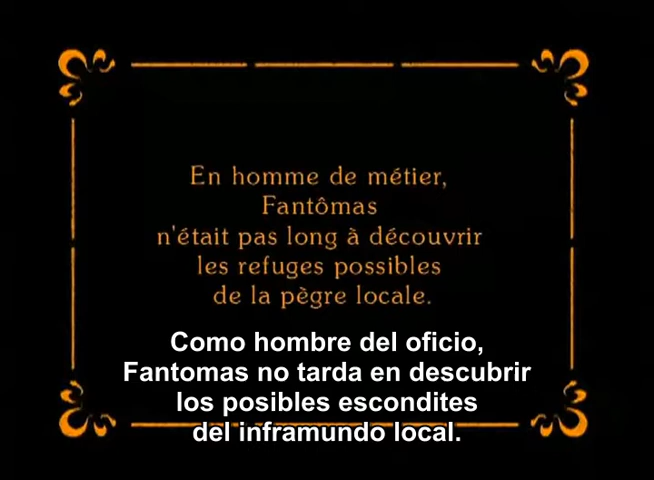 En homme de métier,
Fantômas
n'était pas long à découvrir
les refuges possibles
de la pègre locale.
Como hombre del oficio,
Fantomas no tarda en descubrir
los posibles escondites
del inframundo local.